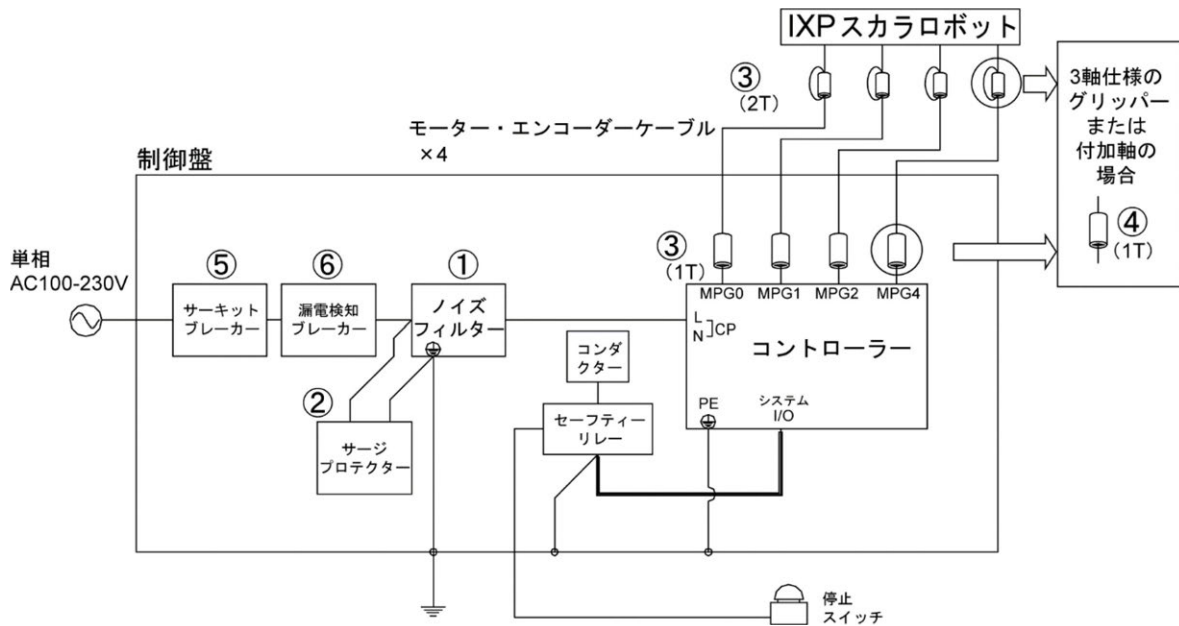 IXPスカラロボット
③
（2T）
3軸仕様の
グリッパー
または
付加軸の
場合
④
（1T）
モーター・エンコーダーケーブル
×4
制御盤
単相
AC100-230V
⑤
サーキット
ブレーカー
⑥
漏電検知
ブレーカー
①
ノイズ
フィルター
③
（1T）
MPG0
MPG1
MPG2
MPG4
L
N
CP
コントローラー
PE
システム
I/O
コンダ
クター
セーフティー
リレー
②
サージ
プロテクター
停止
スイッチ